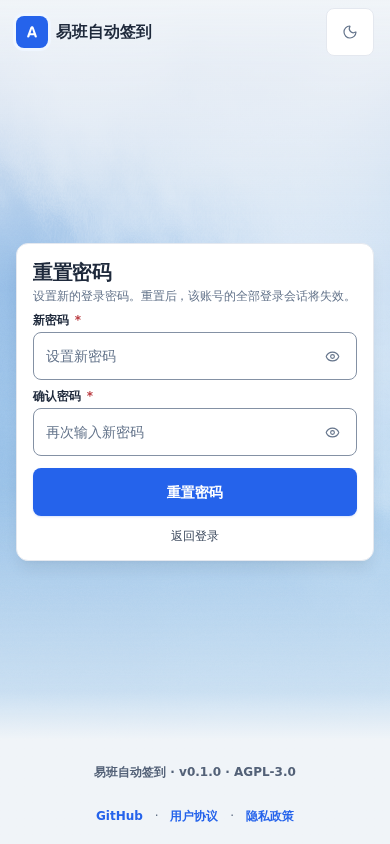 A 易班自动签到
重置密码
设置新的登录密码。重置后，该账号的全部登录会话将失效。
新密码 *
设置新密码
确认密码 *
再次输入新密码
重置密码
返回登录
易班自动签到 · v0.1.0 · AGPL-3.0
GitHub · 用户协议 · 隐私政策